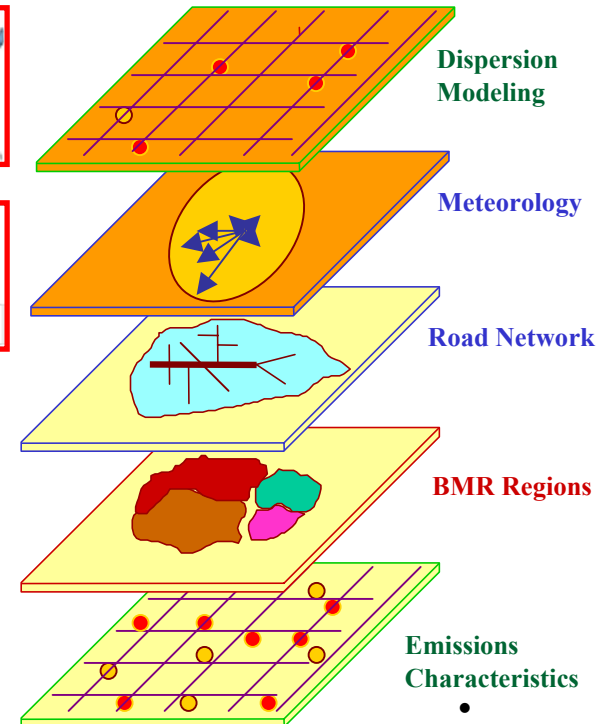 Dispersion
Modeling
Meteorology
Road Network
BMR Regions
Emissions
Characteristics
•